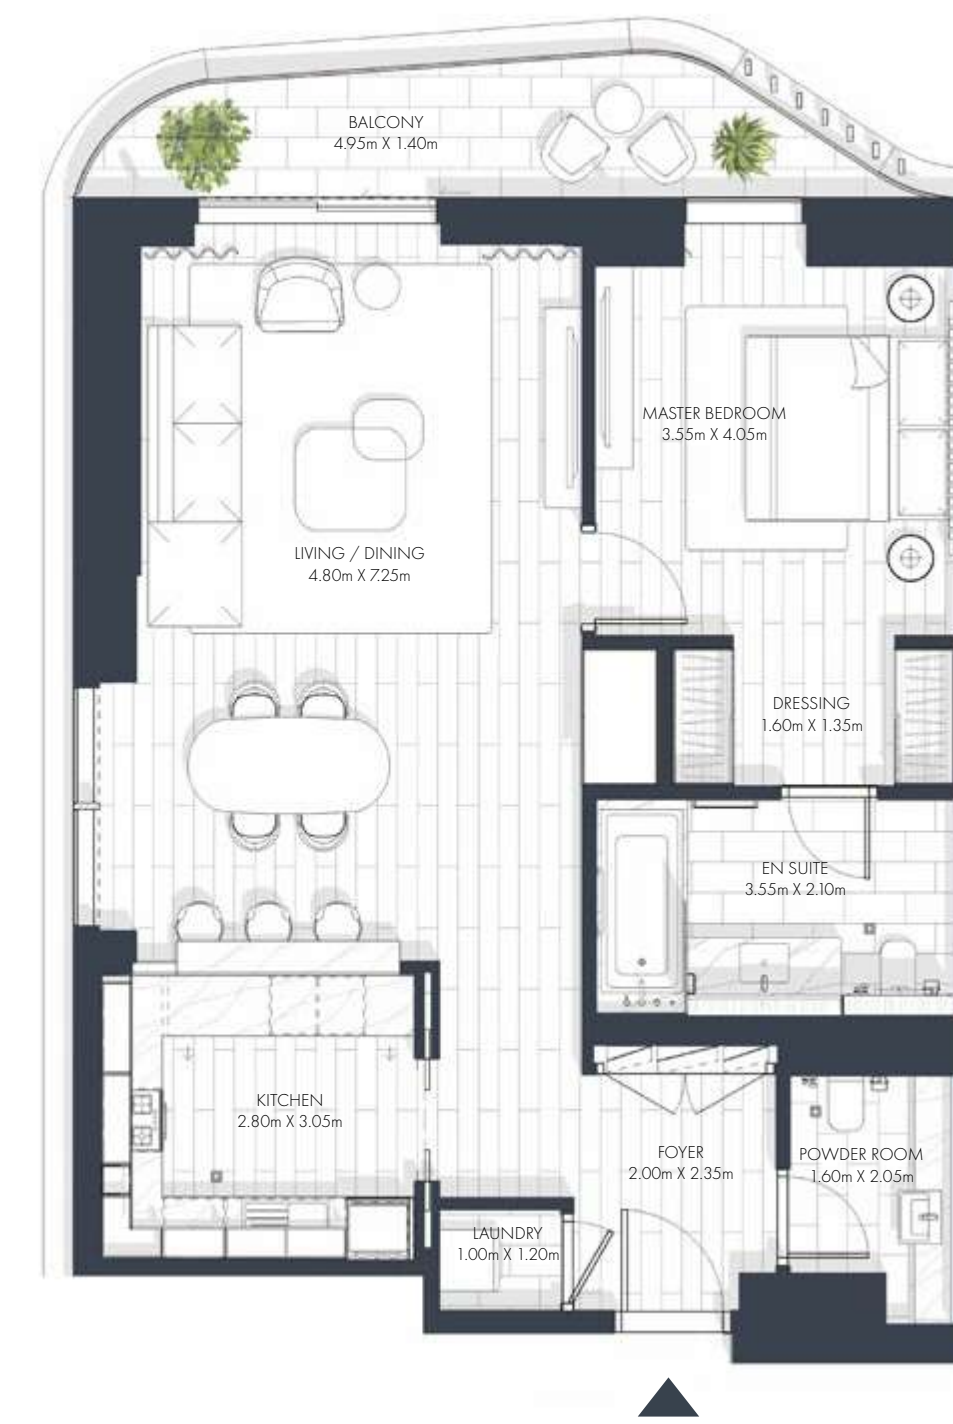 BALCONY
4.95m X 1.40m
MASTER BEDROOM
3.55m X 4.05m
LIVING / DINING
4.80m X 7.25m
DRESSING
1.60m X 1.35m
EN SUITE
3.55m X 2.10m
KITCHEN
2.80m X 3.05m
FOYER
2.00m X 2.35m
POWDER ROOM
1.60m X 2.05m
LAUNDRY
1.00m X 1.20m